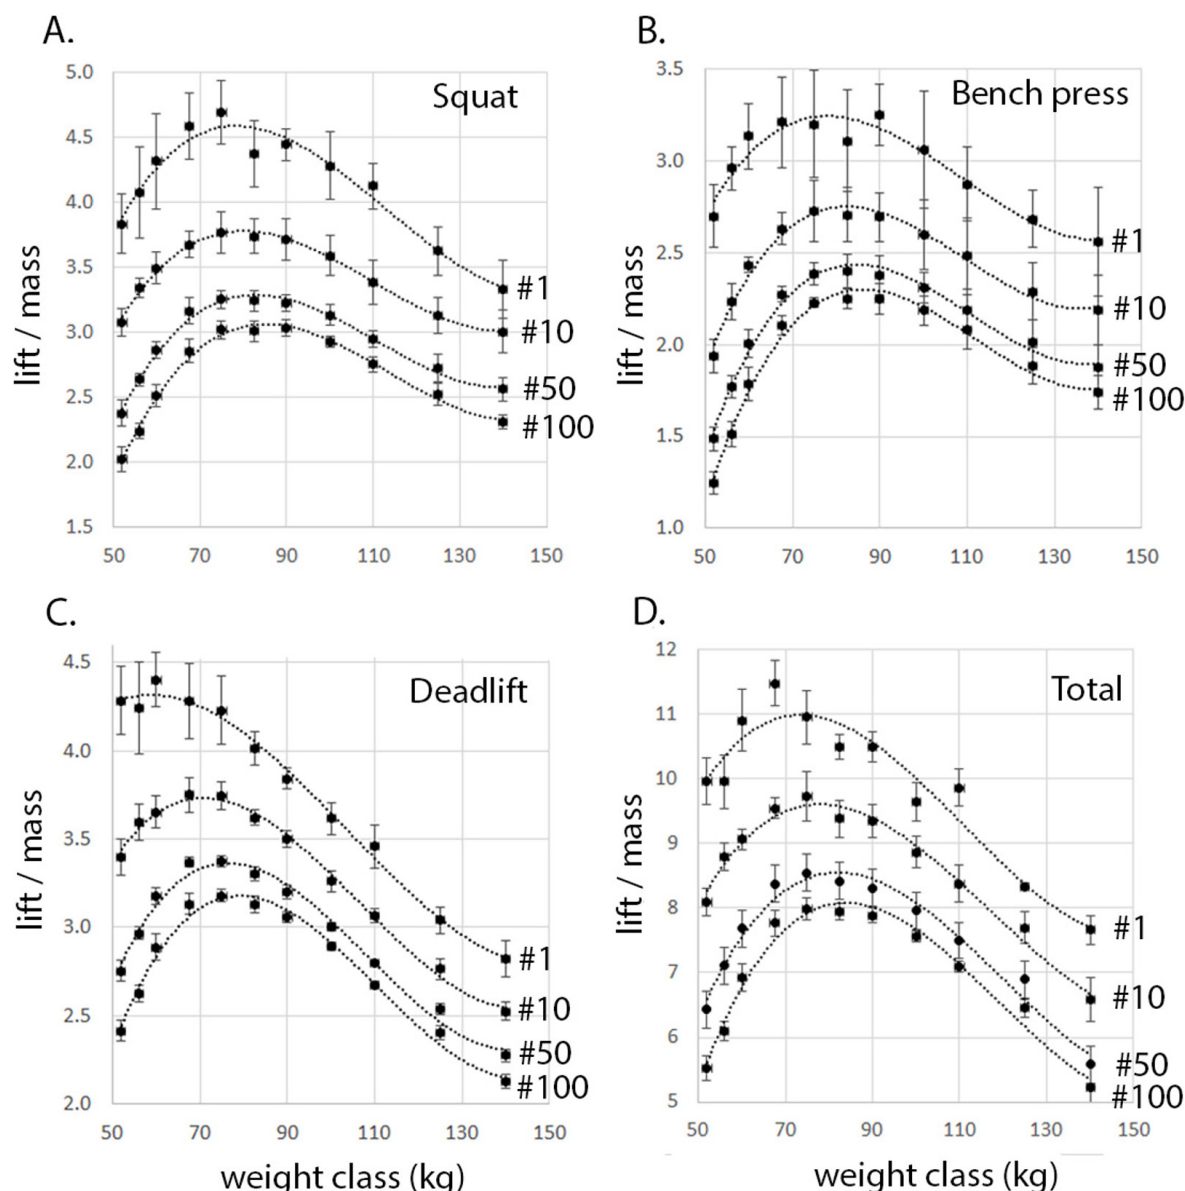 A.
Squat
5.0
4.5
4.0
3.5
3.0
2.5
2.0
1.5
lift / mass
#1
#10
#50
#100
50 70 90 110 130 150
B.
Bench press
3.5
3.0
2.5
2.0
1.5
1.0
lift / mass
#1
#10
#50
#100
50 70 90 110 130 150
C.
Deadlift
4.5
4.0
3.5
3.0
2.5
2.0
lift / mass
#1
#10
#50
#100
50 70 90 110 130 150
weight class (kg)
D.
Total
12
11
10
9
8
7
6
5
lift / mass
#1
#10
#50
#100
50 70 90 110 130 150
weight class (kg)